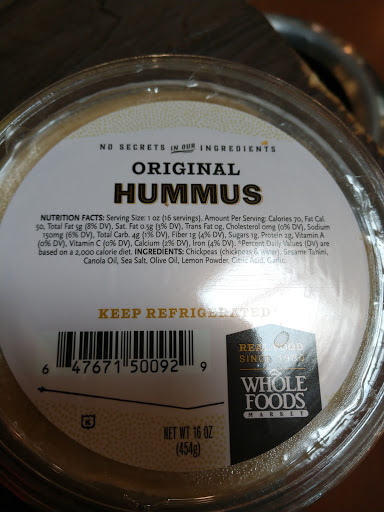 NO SECRETS IN OUR INGREDIENTS
ORIGINAL
HUMMUS
NUTRITION FACTS: Serving Size: 1 oz (16 servings), Amount Per Serving: Calories 70, Fat Cal.
50, Total Fat 5g (8% DV), Sat. Fat 0.5g (3% DV), Trans Fat 0g, Cholesterol 0mg (0% DV), Sodium
150mg (6% DV), Total Carb. 4g (1% DV), Fiber 1g (4% DV), Sugars 1g, Protein 2g, Vitamin A
(0% DV), Vitamin C (0% DV), Calcium (2% DV), Iron (4% DV). *Percent Daily Values (DV) are
based on a 2,000 calorie diet. INGREDIENTS: Chickpeas (chickpeas & water), Sesame Tahini,
Canola Oil, Sea Salt, Olive Oil, Lemon Powder, Citric Acid, Garlic.
KEEP REFRIGERATED
6 47671 50092 9
REAL FOOD
SINCE 1980
WHOLE
FOODS
MARKET
K
NET WT 16 OZ
(454g)